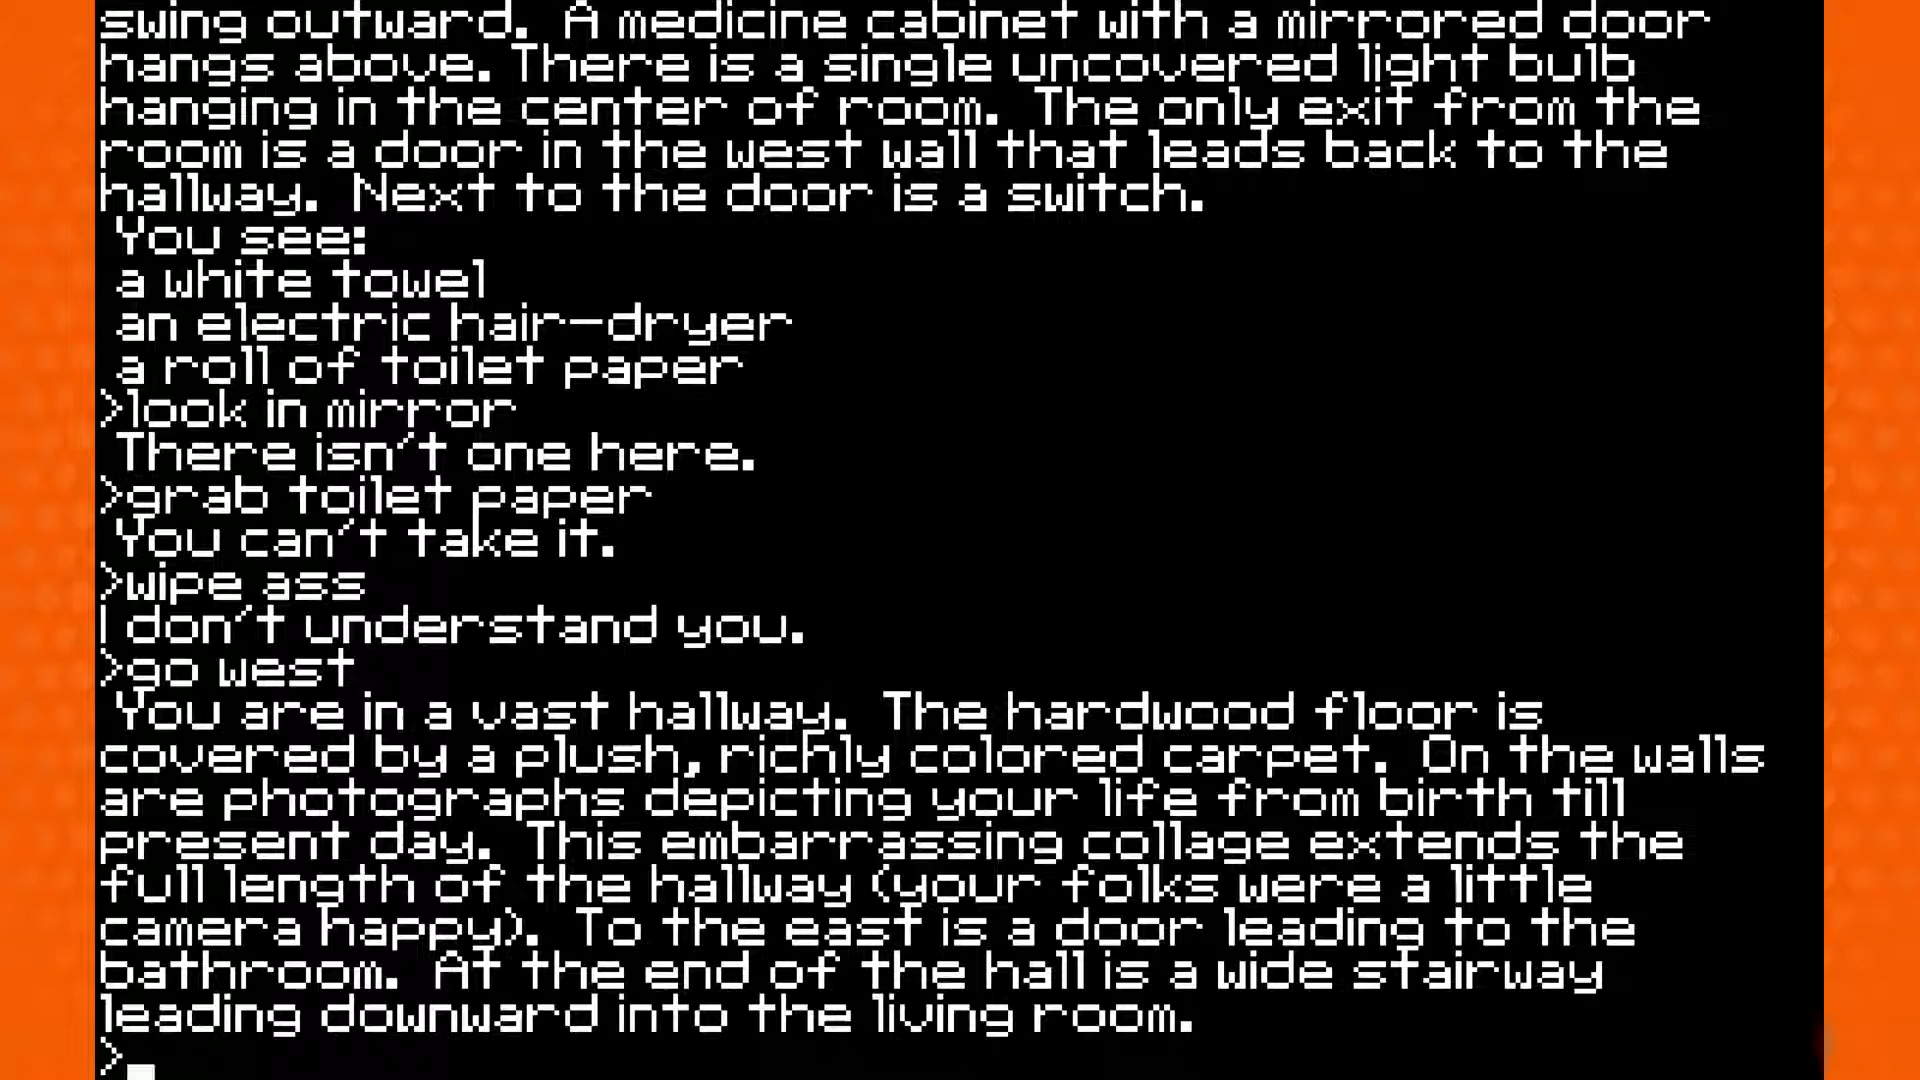 swing outward.  A medicine cabinet with a mirrored door
hangs above. There is a single uncovered light bulb
hanging in the center of room.  The only exit from the
room is a door in the west wall that leads back to the
hallway.  Next to the door is a switch.
You see:
a white towel
an electric hair-dryer
a roll of toilet paper
>look in mirror
There isn't one here.
>grab toilet paper
You can't take it.
>wipe ass
I don't understand you.
>go west
You are in a vast hallway.  The hardwood floor is
covered by a plush, richly colored carpet.  On the walls
are photographs depicting your life from birth till
present day.  This embarrassing collage extends the
full length of the hallway (your folks were a little
camera happy).  To the east is a door leading to the
bathroom.  At the end of the hall is a wide stairway
leading downward into the living room.
>